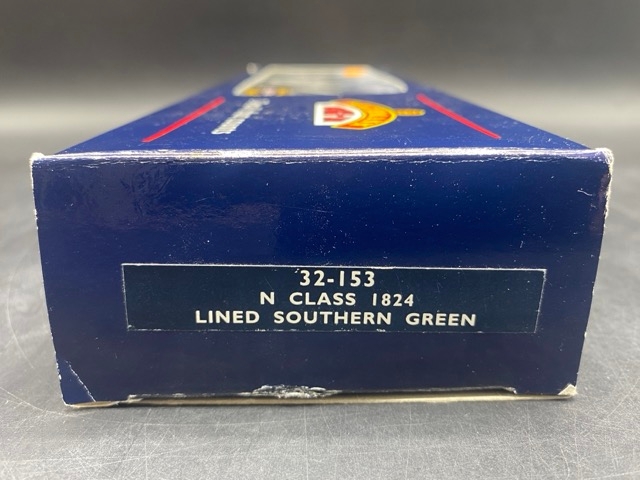 32-153
N CLASS 1824
LINED SOUTHERN GREEN